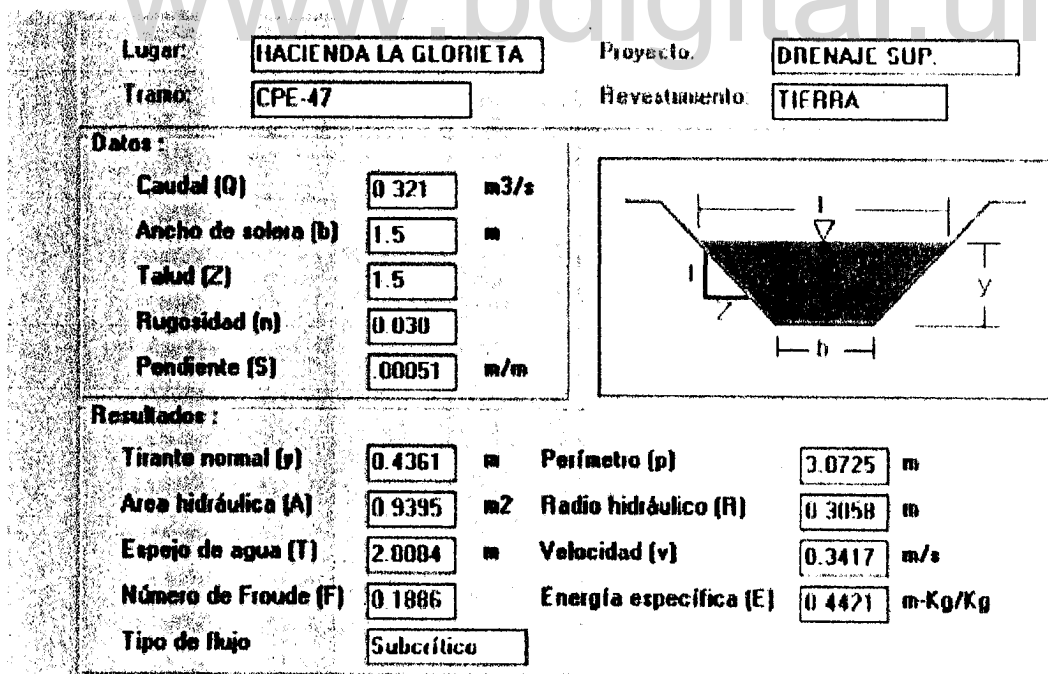 www.bdigital.ul
Lugar: HACIENDA LA GLORIETA Proyecto: DRENAJE SUP.
Tramo: CPE-47 Revestimiento: TIERRA
Datos :
Caudal (Q) 0.321 m3/s
Ancho de solera (b) 1.5 m
Talud (Z) 1.5
Rugosidad (n) 0.030
Pendiente (S) .00051 m/m
y
b
Resultados :
Tirante normal (y) 0.4361 m Perímetro (p) 3.0725 m
Area hidráulica (A) 0.9395 m2 Radio hidráulico (R) 0.3058 m
Espejo de agua (T) 2.8084 m Velocidad (v) 0.3417 m/s
Número de Froude (F) 0.1886 Energía específica (E) 0.4421 m-Kg/Kg
Tipo de flujo Subcrítico